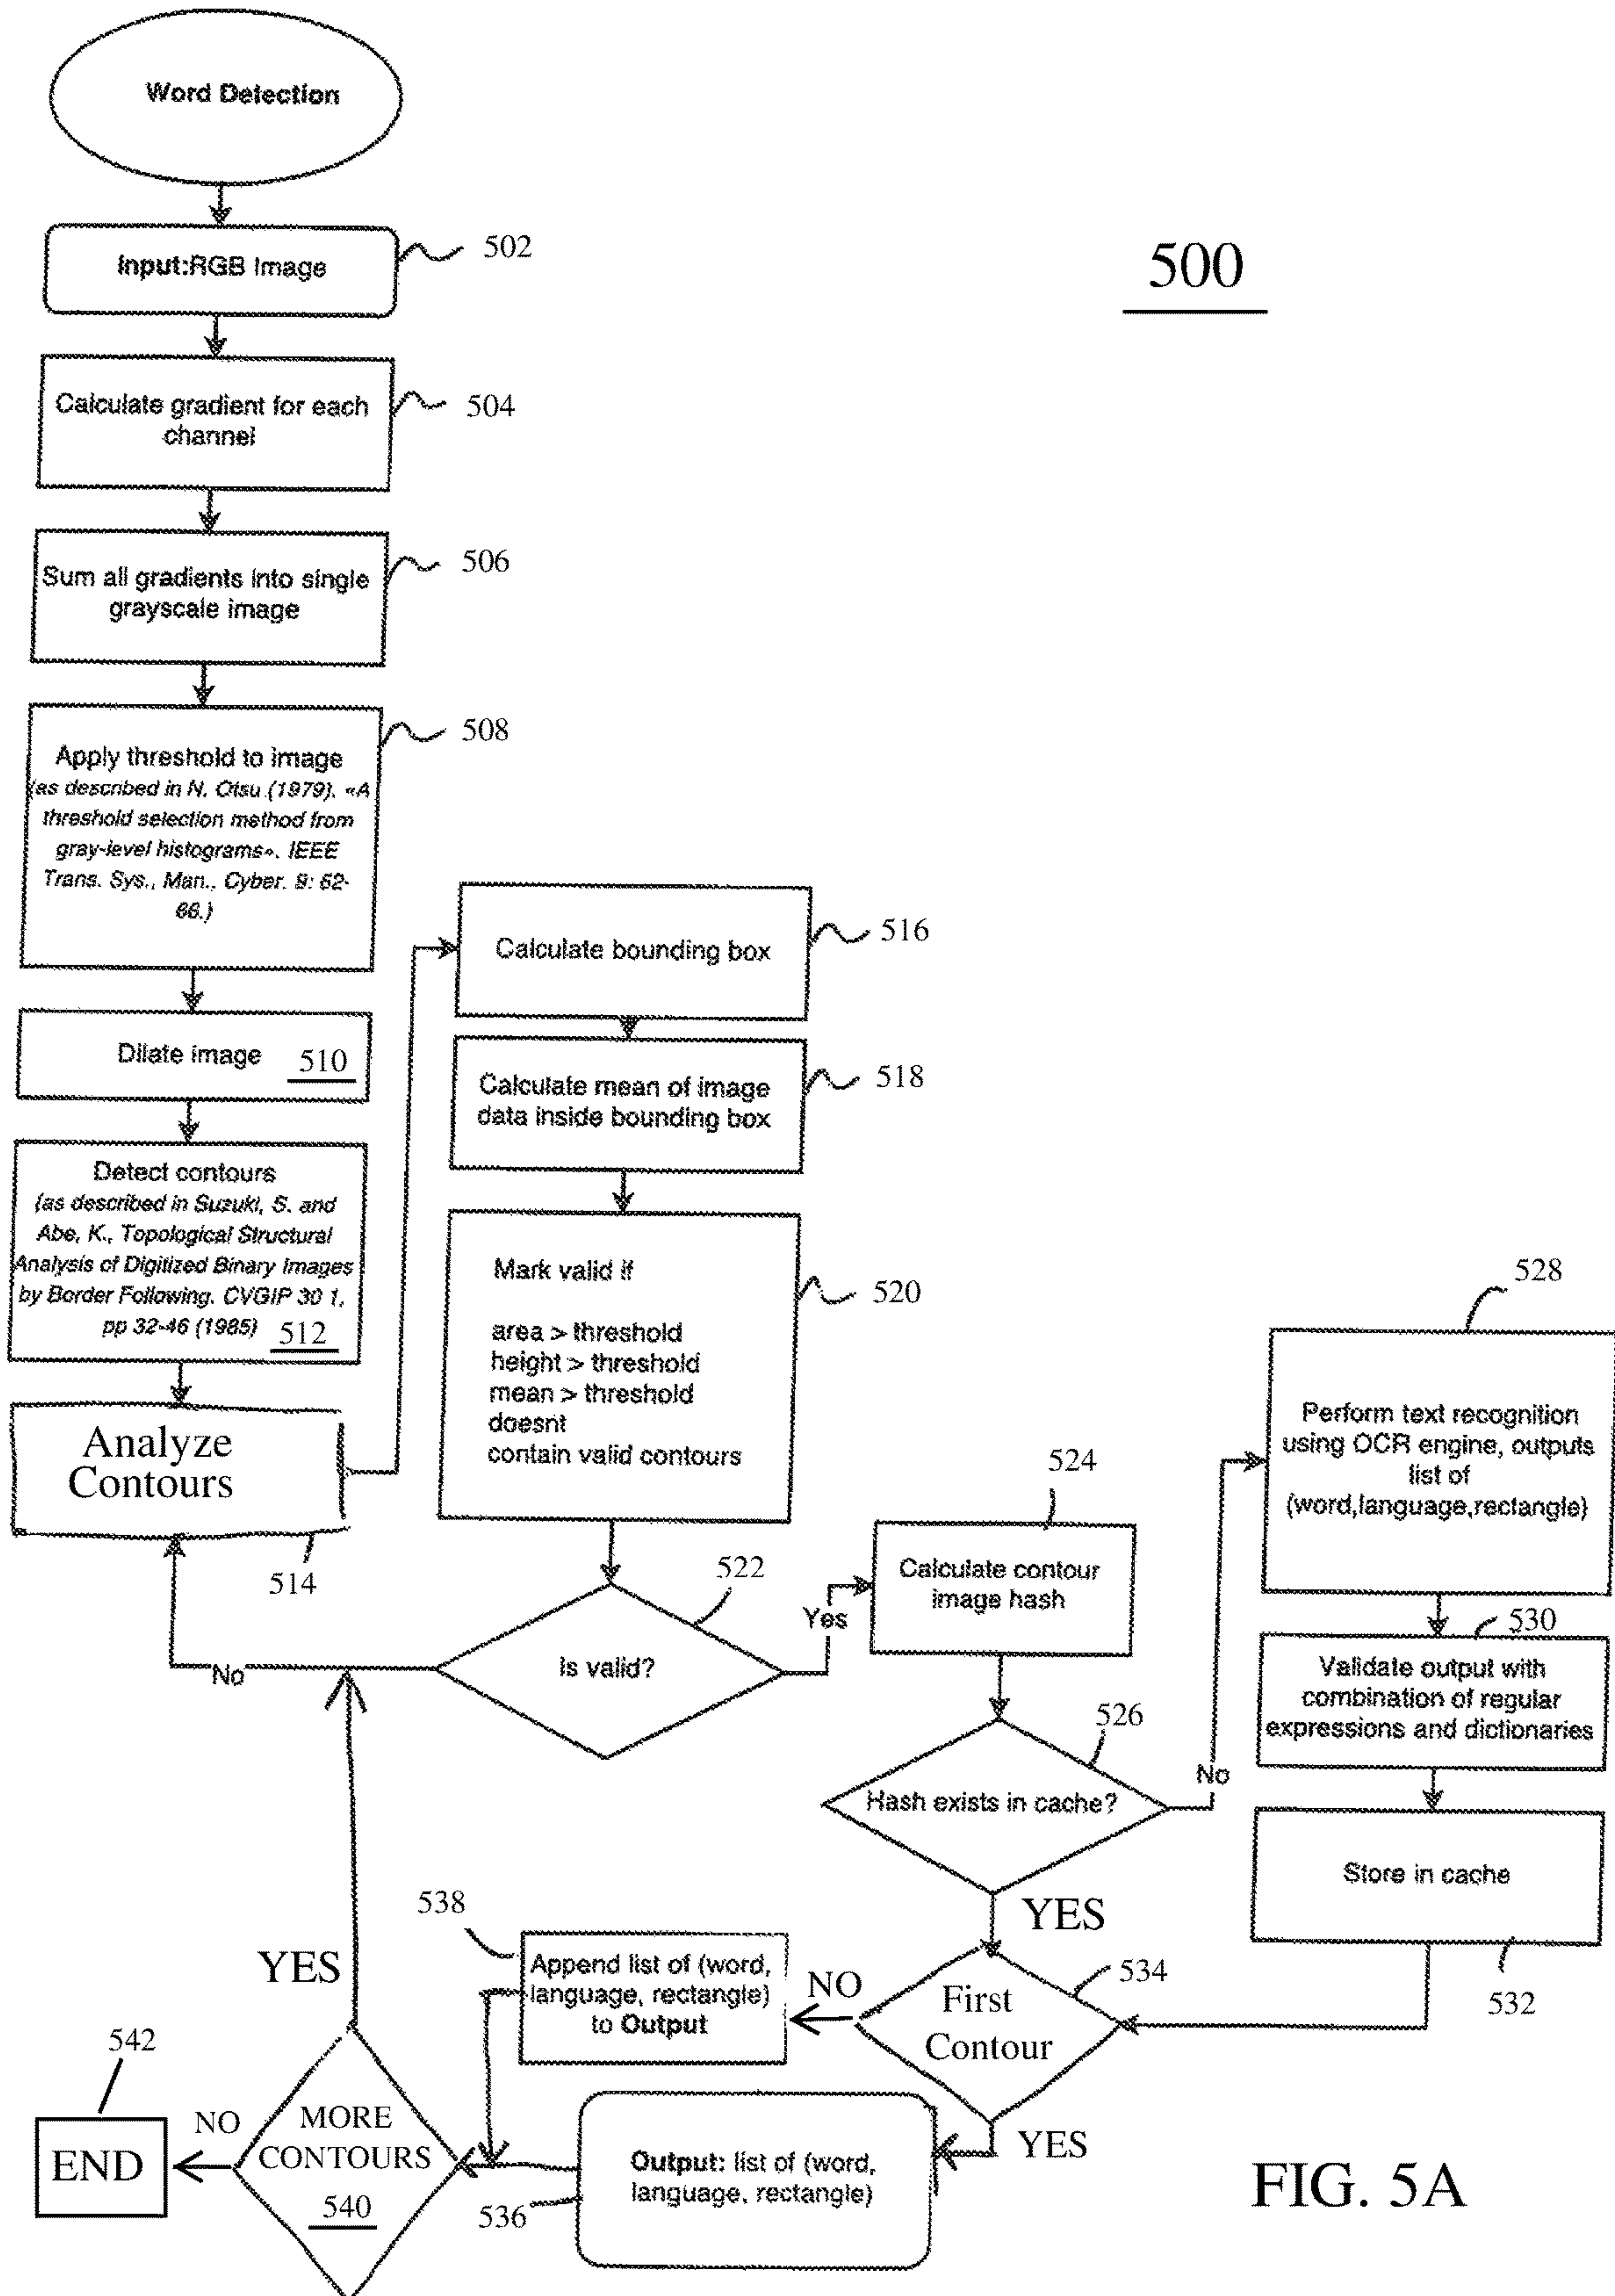 Word Detection
Input:RGB Image
502
500
Calculate gradient for each
channel
504
Sum all gradients into single
grayscale image
506
Apply threshold to image
(as described in N. Otsu (1979). «A
threshold selection method from
gray-level histograms». IEEE
Trans. Sys., Man., Cyber. 9: 62-
66.)
508
Dilate image
510
Detect contours
(as described in Suzuki, S. and
Abe, K., Topological Structural
Analysis of Digitized Binary Images
by Border Following. CVGIP 30 1,
pp 32-46 (1985)
512
Analyze
Contours
514
Calculate bounding box
516
Calculate mean of image
data inside bounding box
518
Mark valid if
area > threshold
height > threshold
mean > threshold
doesnt
contain valid contours
520
Is valid?
522
No
Yes
Calculate contour
image hash
524
Hash exists in cache?
526
No
YES
Perform text recognition
using OCR engine, outputs
list of
(word,language,rectangle)
528
530
Validate output with
combination of regular
expressions and dictionaries
Store in cache
532
First
Contour
534
NO
YES
538
Append list of (word,
language, rectangle)
to Output
Output: list of (word,
language, rectangle)
536
YES
MORE
CONTOURS
540
NO
542
END
FIG. 5A